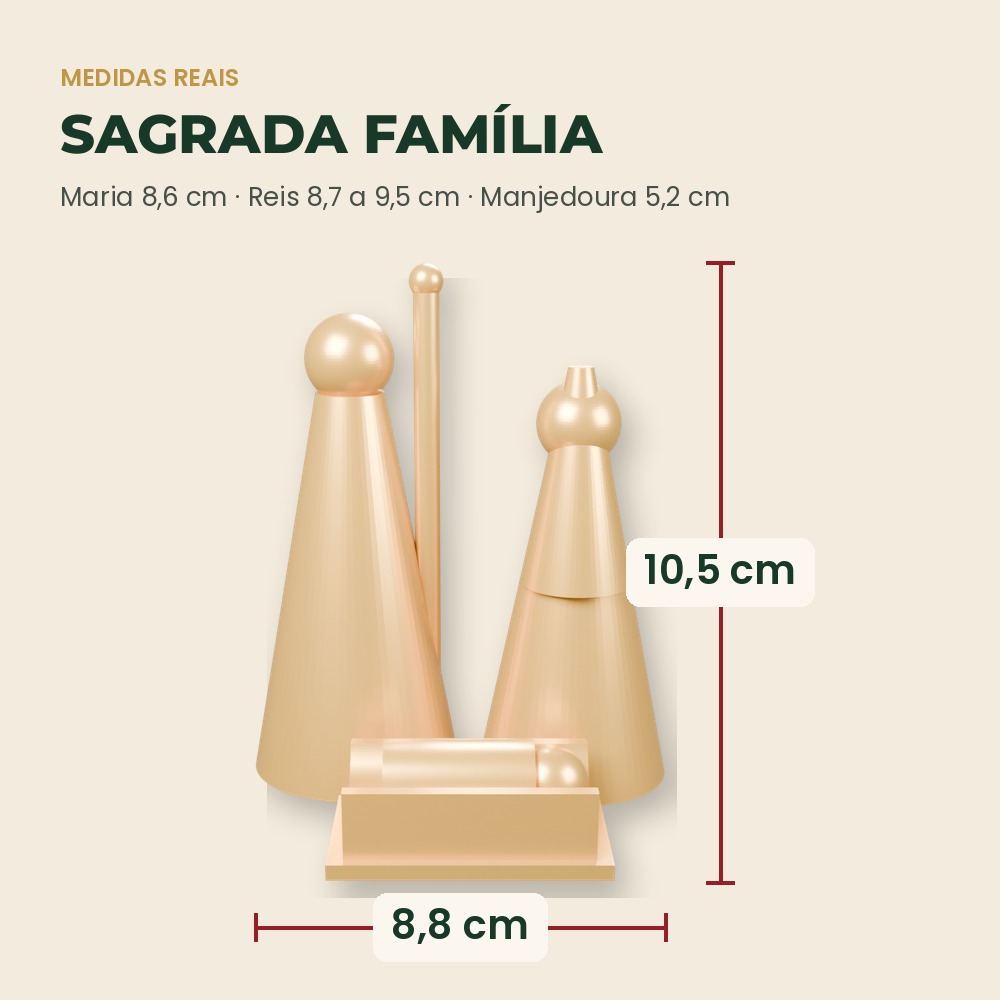 MEDIDAS REAIS
SAGRADA FAMÍLIA
Maria 8,6 cm · Reis 8,7 a 9,5 cm · Manjedoura 5,2 cm
10,5 cm
8,8 cm